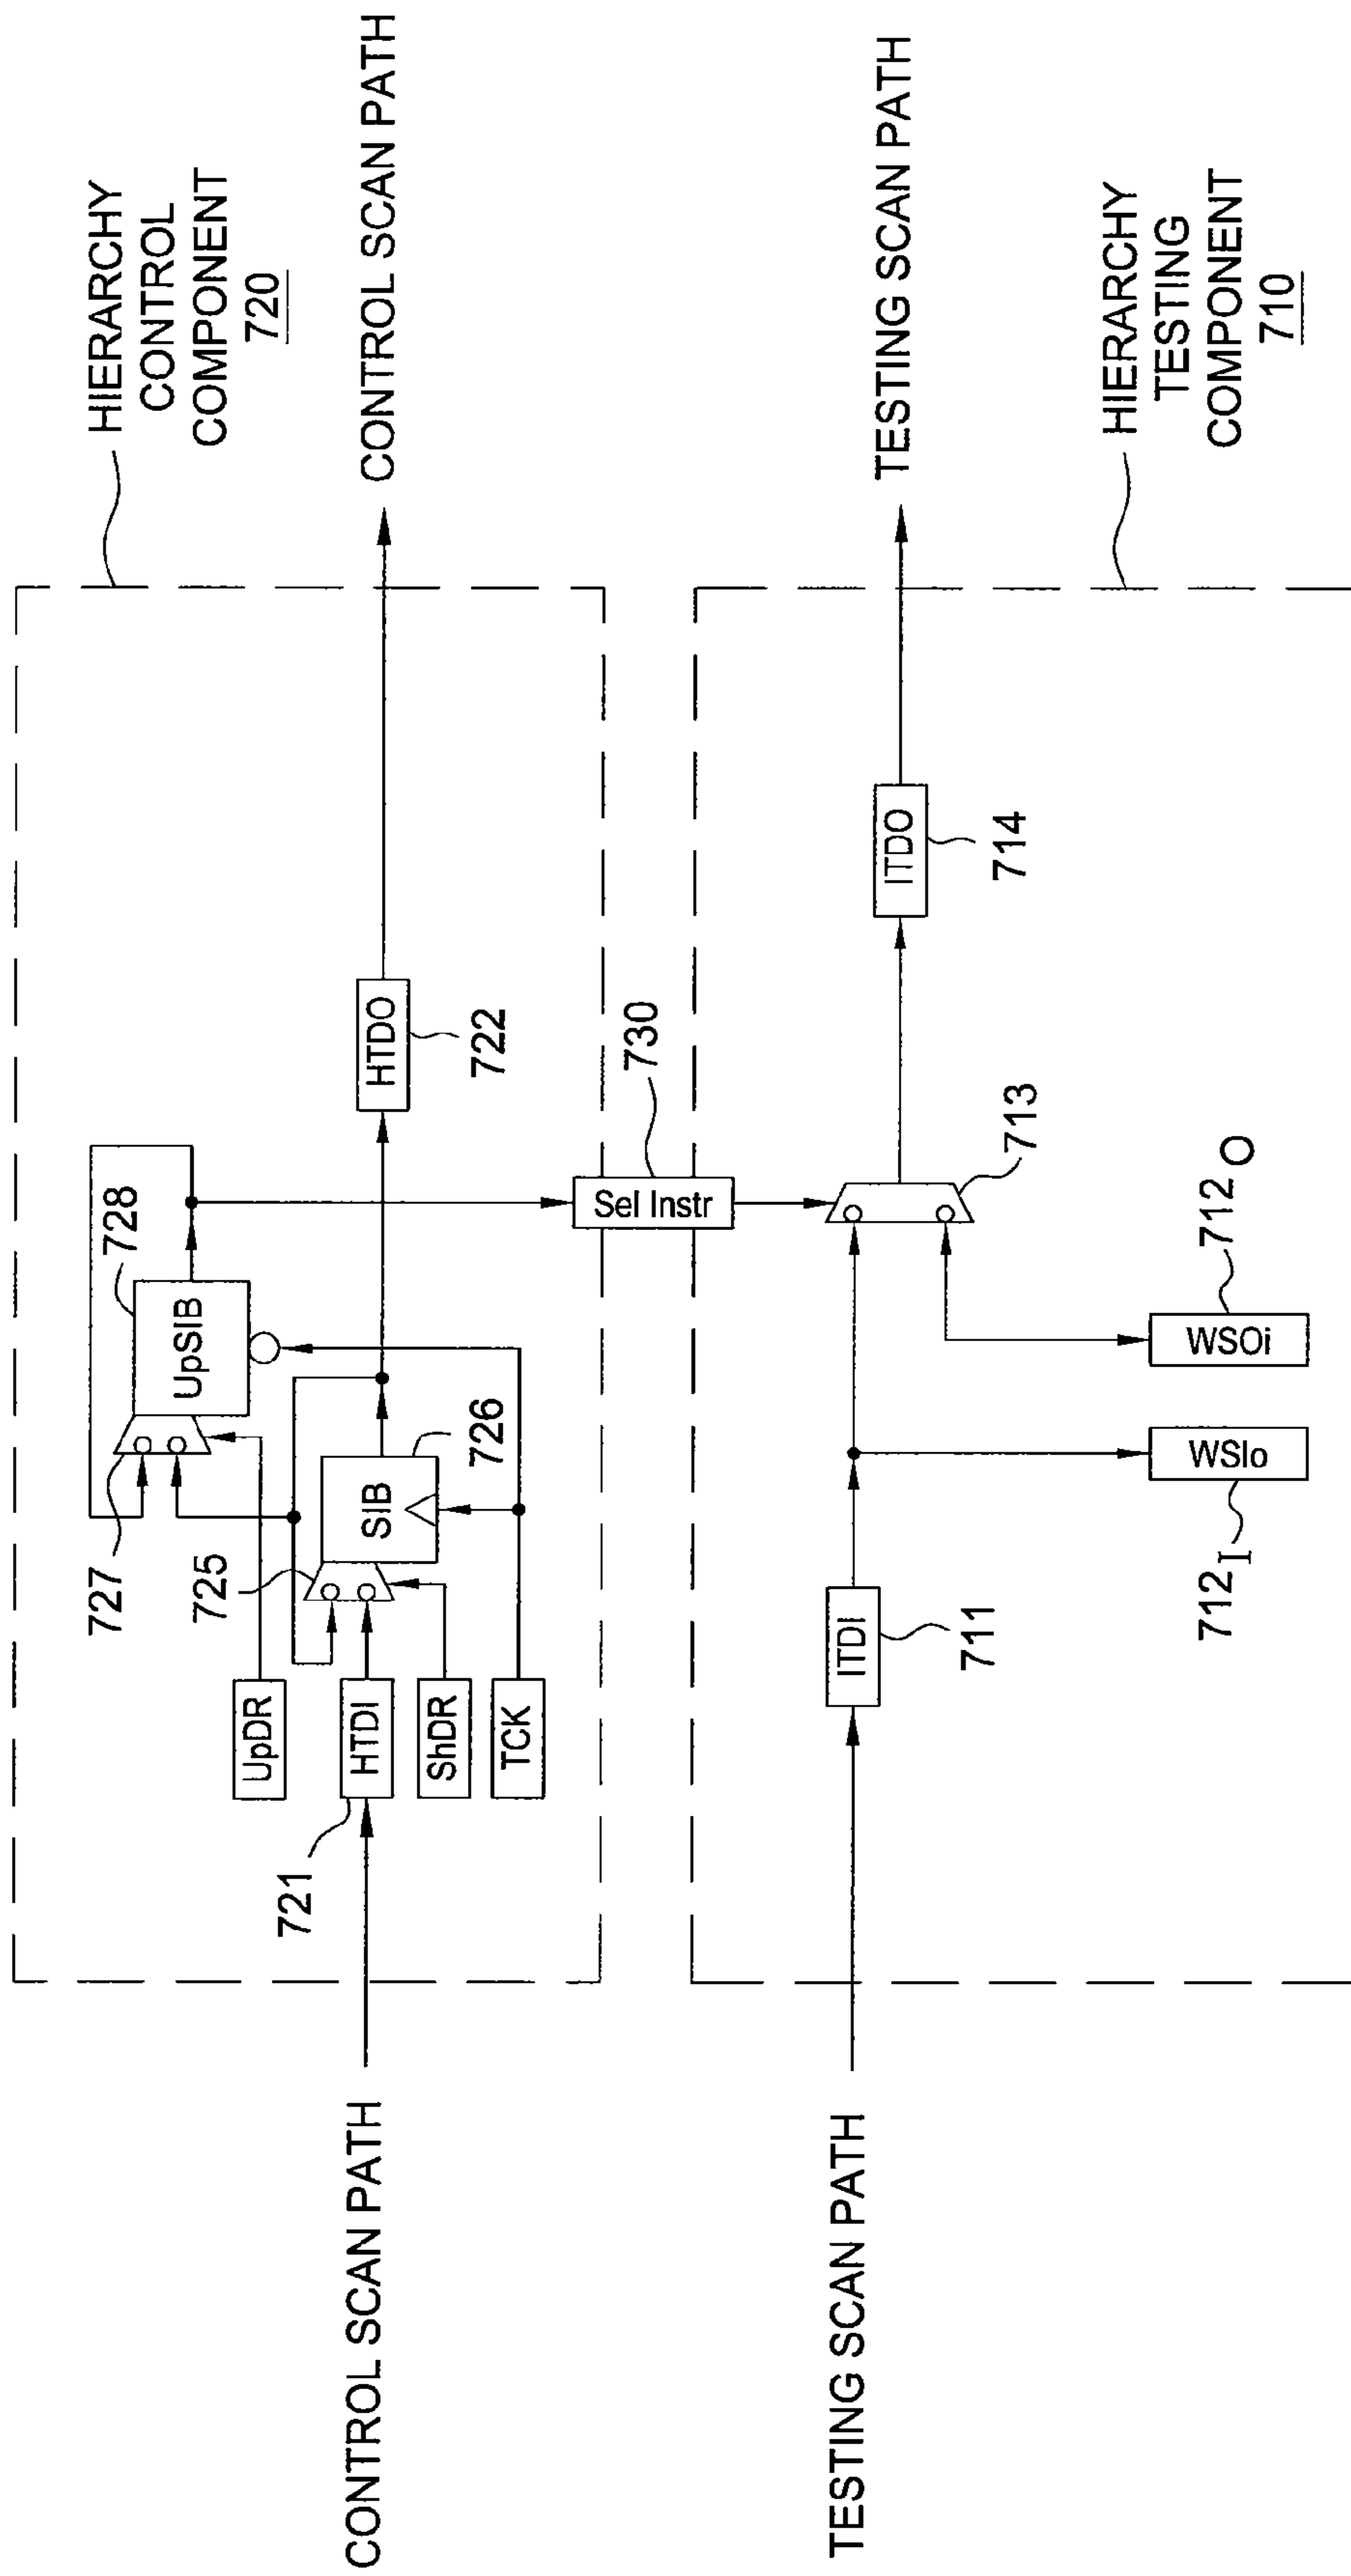 HIERARCHY
CONTROL
COMPONENT
720
CONTROL SCAN PATH
CONTROL SCAN PATH
721
HTDI
UpDR
ShDR
TCK
725
SIB
726
727
UpSIB
728
HTDO
722
Sel Instr
730
TESTING SCAN PATH
TESTING SCAN PATH
ITDI
711
WSIo
712I
WSOi
712O
713
ITDO
714
HIERARCHY
TESTING
COMPONENT
710